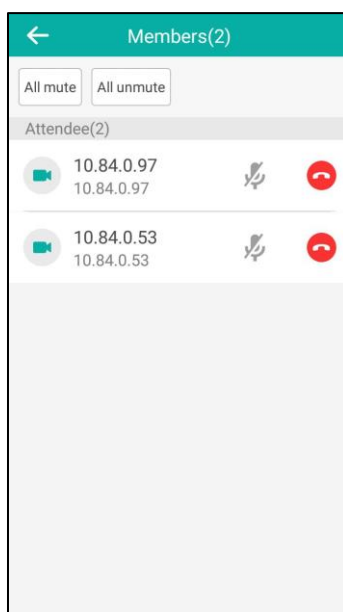 Members(2)
All mute All unmute
Attendee(2)
10.84.0.97
10.84.0.97
10.84.0.53
10.84.0.53